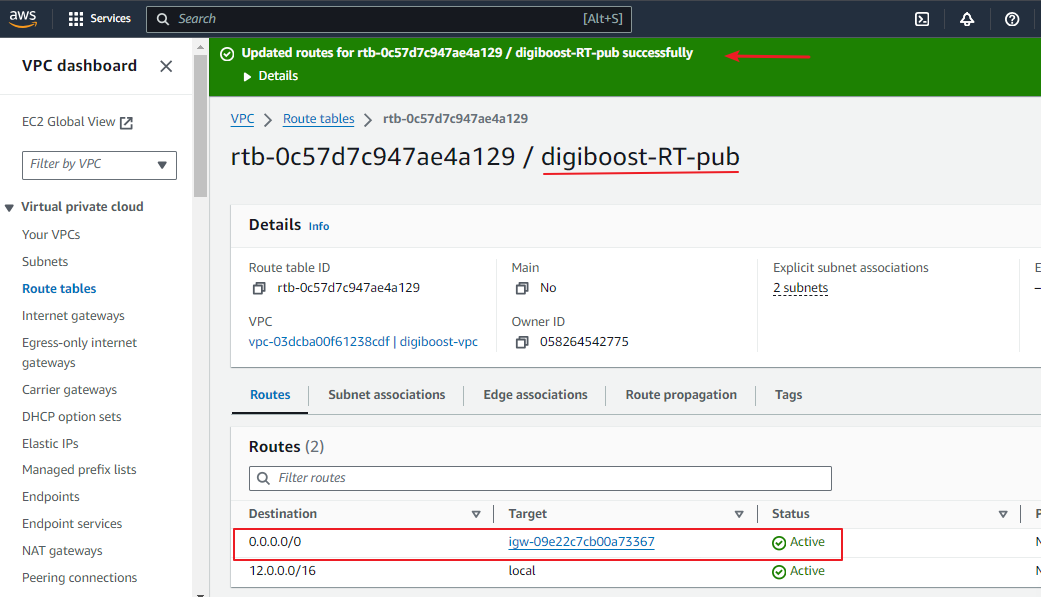 aws
Services
Search
[Alt+S]
VPC dashboard
EC2 Global View
Filter by VPC
Virtual private cloud
Your VPCs
Subnets
Route tables
Internet gateways
Egress-only internet
gateways
Carrier gateways
DHCP option sets
Elastic IPs
Managed prefix lists
Endpoints
Endpoint services
NAT gateways
Peering connections
Updated routes for rtb-0c57d7c947ae4a129 / digiboost-RT-pub successfully
Details
VPC
Route tables
rtb-0c57d7c947ae4a129
rtb-0c57d7c947ae4a129 / digiboost-RT-pub
Details Info
Route table ID
rtb-0c57d7c947ae4a129
Main
No
Explicit subnet associations
2 subnets
VPC
vpc-03dcba00f61238cdf | digiboost-vpc
Owner ID
058264542775
Routes
Subnet associations
Edge associations
Route propagation
Tags
Routes (2)
Filter routes
Destination
Target
Status
0.0.0.0/0
igw-09e22c7cb00a73367
Active
12.0.0.0/16
local
Active